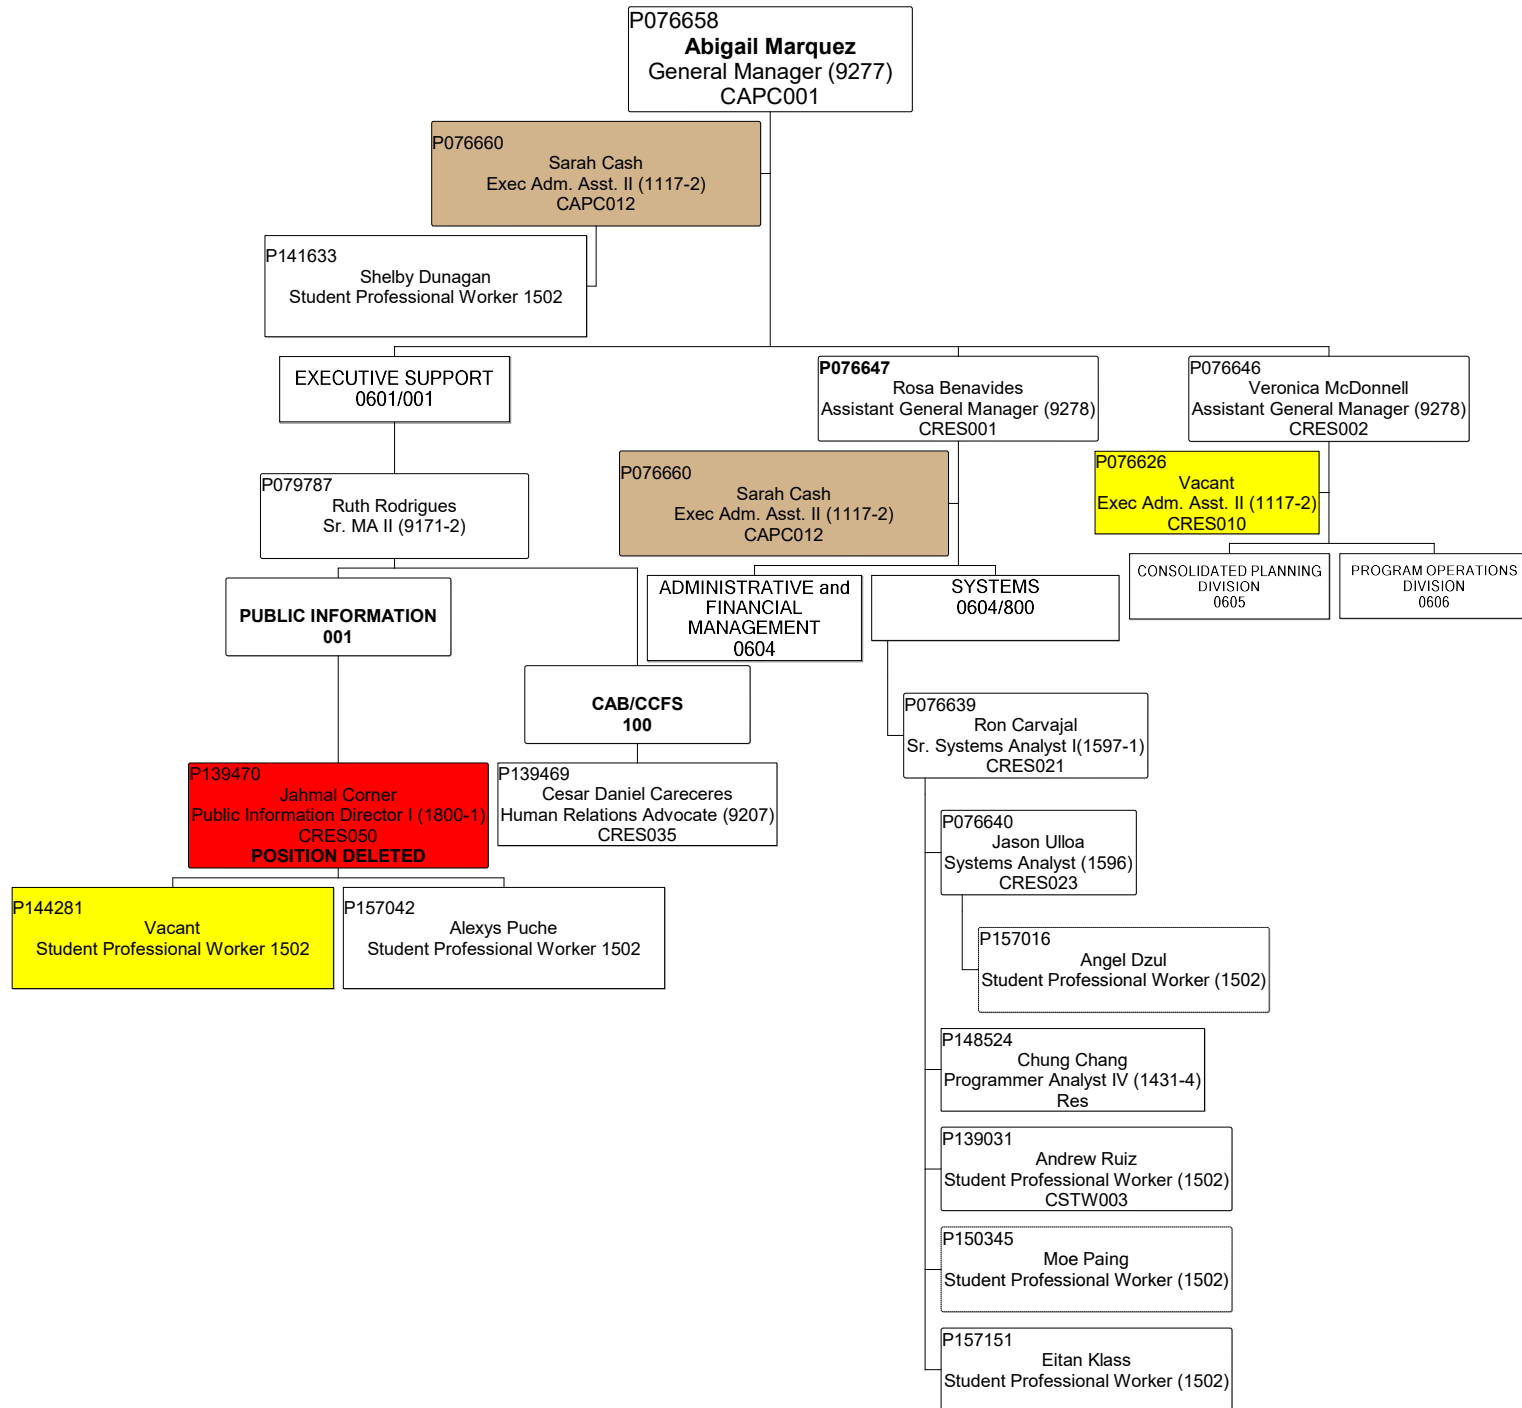 P076658
Abigail Marquez
General Manager (9277)
CAPC001
P076660
Sarah Cash
Exec Adm. Asst. II (1117-2)
CAPC012
P141633
Shelby Dunagan
Student Professional Worker 1502
EXECUTIVE SUPPORT
0601/001
P076647
Rosa Benavides
Assistant General Manager (9278)
CRES001
P076646
Veronica McDonnell
Assistant General Manager (9278)
CRES002
P079787
Ruth Rodrigues
Sr. MA II (9171-2)
P076660
Sarah Cash
Exec Adm. Asst. II (1117-2)
CAPC012
P076626
Vacant
Exec Adm. Asst. II (1117-2)
CRES010
PUBLIC INFORMATION
001
ADMINISTRATIVE and
FINANCIAL
MANAGEMENT
0604
SYSTEMS
0604/800
CONSOLIDATED PLANNING
DIVISION
0605
PROGRAM OPERATIONS
DIVISION
0606
CAB/CCFS
100
P076639
Ron Carvajal
Sr. Systems Analyst I(1597-1)
CRES021
P139470
Jahmal Corner
Public Information Director I (1800-1)
CRES050
POSITION DELETED
P139469
Cesar Daniel Careceres
Human Relations Advocate (9207)
CRES035
P076640
Jason Ulloa
Systems Analyst (1596)
CRES023
P144281
Vacant
Student Professional Worker 1502
P157042
Alexys Puche
Student Professional Worker 1502
P157016
Angel Dzul
Student Professional Worker (1502)
P148524
Chung Chang
Programmer Analyst IV (1431-4)
Res
P139031
Andrew Ruiz
Student Professional Worker (1502)
CSTW003
P150345
Moe Paing
Student Professional Worker (1502)
P157151
Eitan Klass
Student Professional Worker (1502)